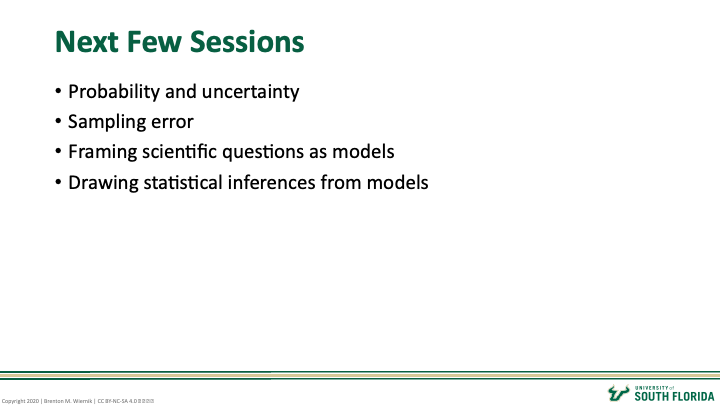 Next Few Sessions
• Probability and uncertainty
• Sampling error
• Framing scientific questions as models
• Drawing statistical inferences from models
Copyright 2020 | Brenton M. Wiernik | CC BY-NC-SA 4.0
UNIVERSITY of
SOUTH FLORIDA